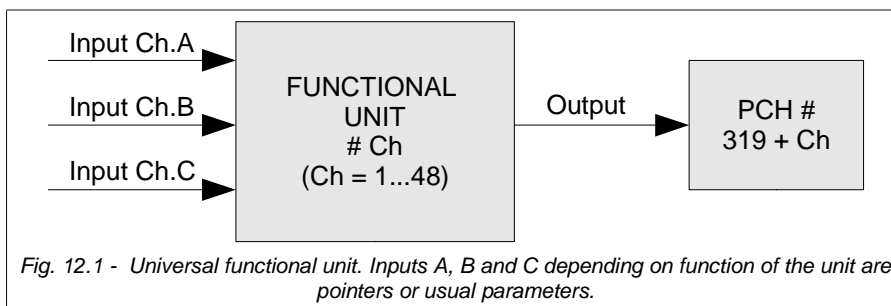 Input Ch.A
Input Ch.B
Input Ch.C
FUNCTIONAL
UNIT
# Ch
(Ch = 1...48)
Output
PCH #
319 + Ch
Fig. 12.1 - Universal functional unit. Inputs A, B and C depending on function of the unit are
pointers or usual parameters.